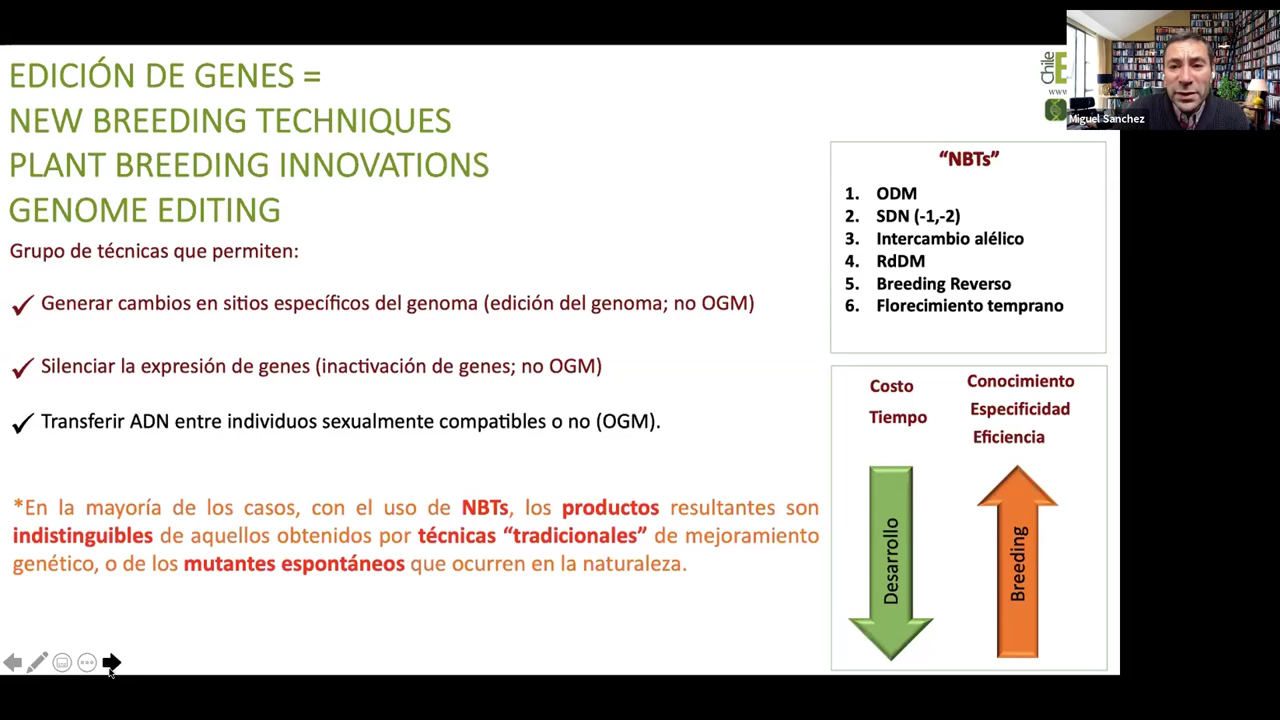 EDICIÓN DE GENES =
NEW BREEDING TECHNIQUES
PLANT BREEDING INNOVATIONS
GENOME EDITING
Grupo de técnicas que permiten:
✓ Generar cambios en sitios específicos del genoma (edición del genoma; no OGM)
✓ Silenciar la expresión de genes (inactivación de genes; no OGM)
✓ Transferir ADN entre individuos sexualmente compatibles o no (OGM).
*En la mayoría de los casos, con el uso de NBTs, los productos resultantes son
indistinguibles de aquellos obtenidos por técnicas “tradicionales” de mejoramiento
genético, o de los mutantes espontáneos que ocurren en la naturaleza.
Chile
www
Miguel Sanchez
“NBTs”
1. ODM
2. SDN (-1,-2)
3. Intercambio alélico
4. RdDM
5. Breeding Reverso
6. Florecimiento temprano
Costo
Tiempo
Desarrollo
Conocimiento
Especificidad
Eficiencia
Breeding